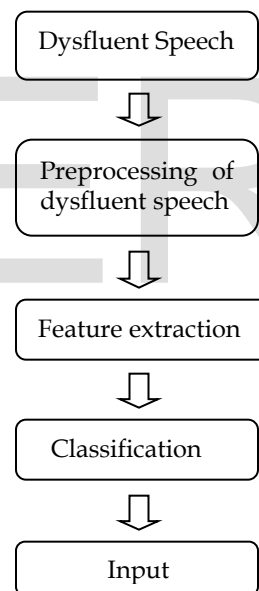 Dysfluent Speech
Preprocessing of
dysfluent speech
Feature extraction
Classification
Input